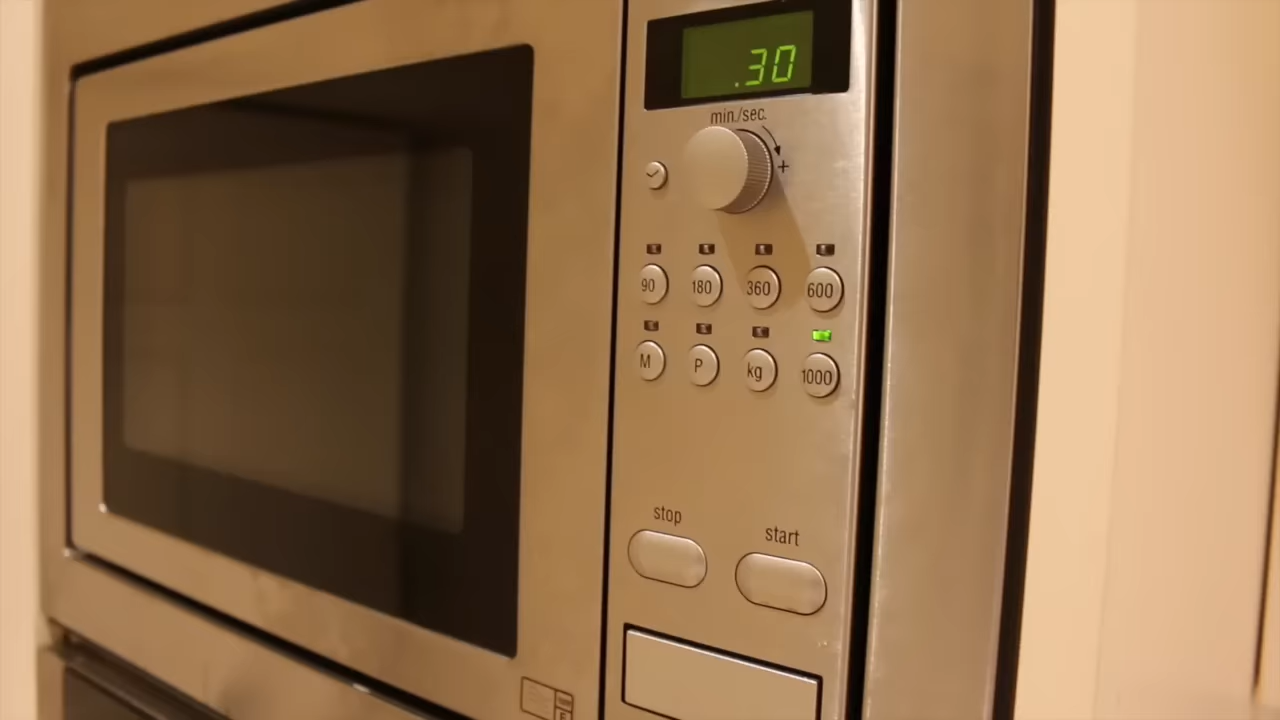 .30
min./sec.
+
90 180 360 600
M P kg 1000
stop start